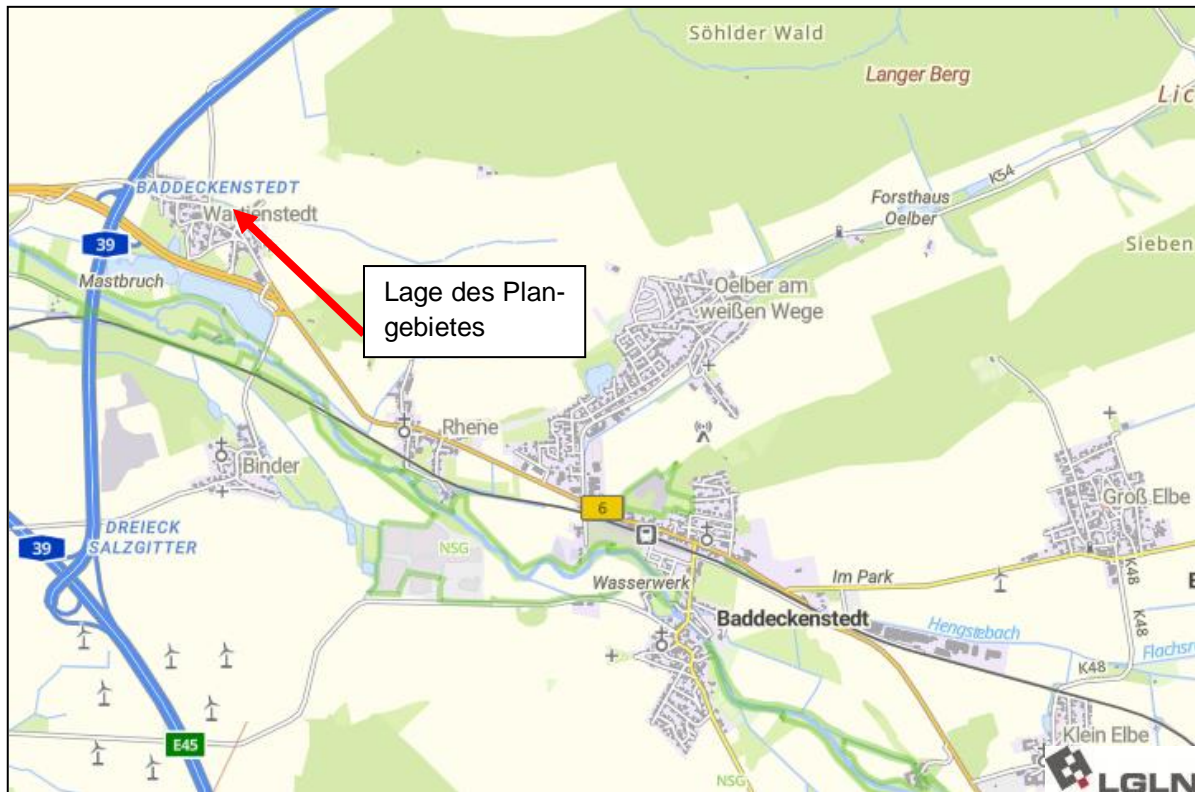 Söhlder Wald
Langer Berg
Lic
K54
BADDECKENSTEDT
Forsthaus
Oelber
39
Sieben
Mastbruch
Lage des Plan-
gebietes
Oelber am
weißen Wege
Rhene
Binder
6
Groß Elbe
DREIECK
SALZGITTER
39
NSG
Wasserwerk
Im Park
K48
Baddeckenstedt
Hengstebach
K48
K48
E45
Klein Elbe
NSG
LGLN